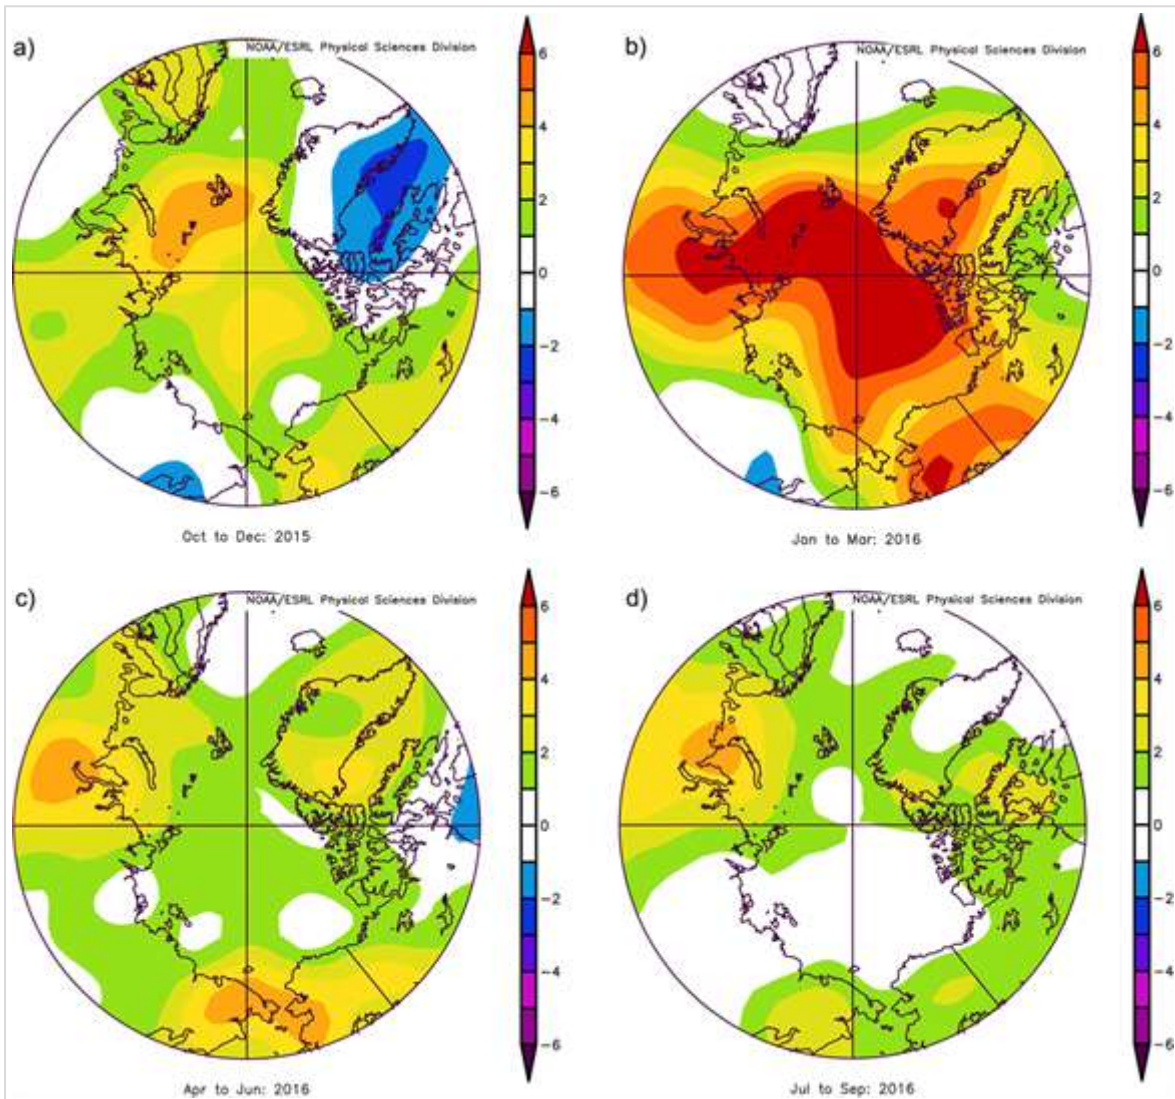 a)
NOAA/ESRL Physical Sciences Division
6
4
2
0
-2
-4
-6
Oct to Dec: 2015
b)
NOAA/ESRL Physical Sciences Division
6
4
2
0
-2
-4
-6
Jan to Mar: 2016
c)
NOAA/ESRL Physical Sciences Division
6
4
2
0
-2
-4
-6
Apr to Jun: 2016
d)
NOAA/ESRL Physical Sciences Division
6
4
2
0
-2
-4
-6
Jul to Sep: 2016